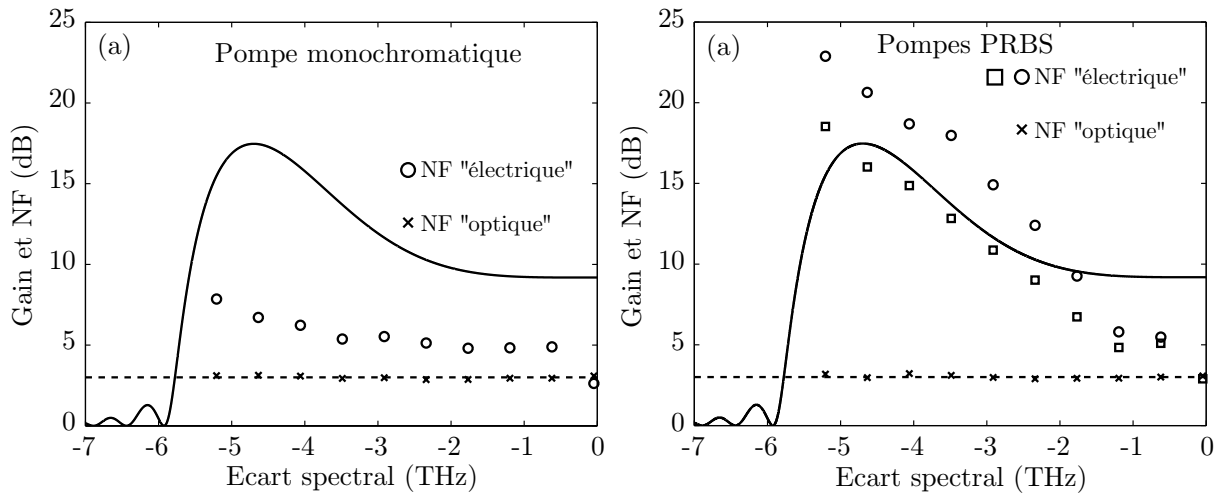 (a)
Pompe monochromatique
NF "électrique"
NF "optique"
Gain et NF (dB)
25
20
15
10
5
0
-7 -6 -5 -4 -3 -2 -1 0
Ecart spectral (THz)
(a)
Pompes PRBS
NF "électrique"
NF "optique"
Gain et NF (dB)
25
20
15
10
5
0
-7 -6 -5 -4 -3 -2 -1 0
Ecart spectral (THz)